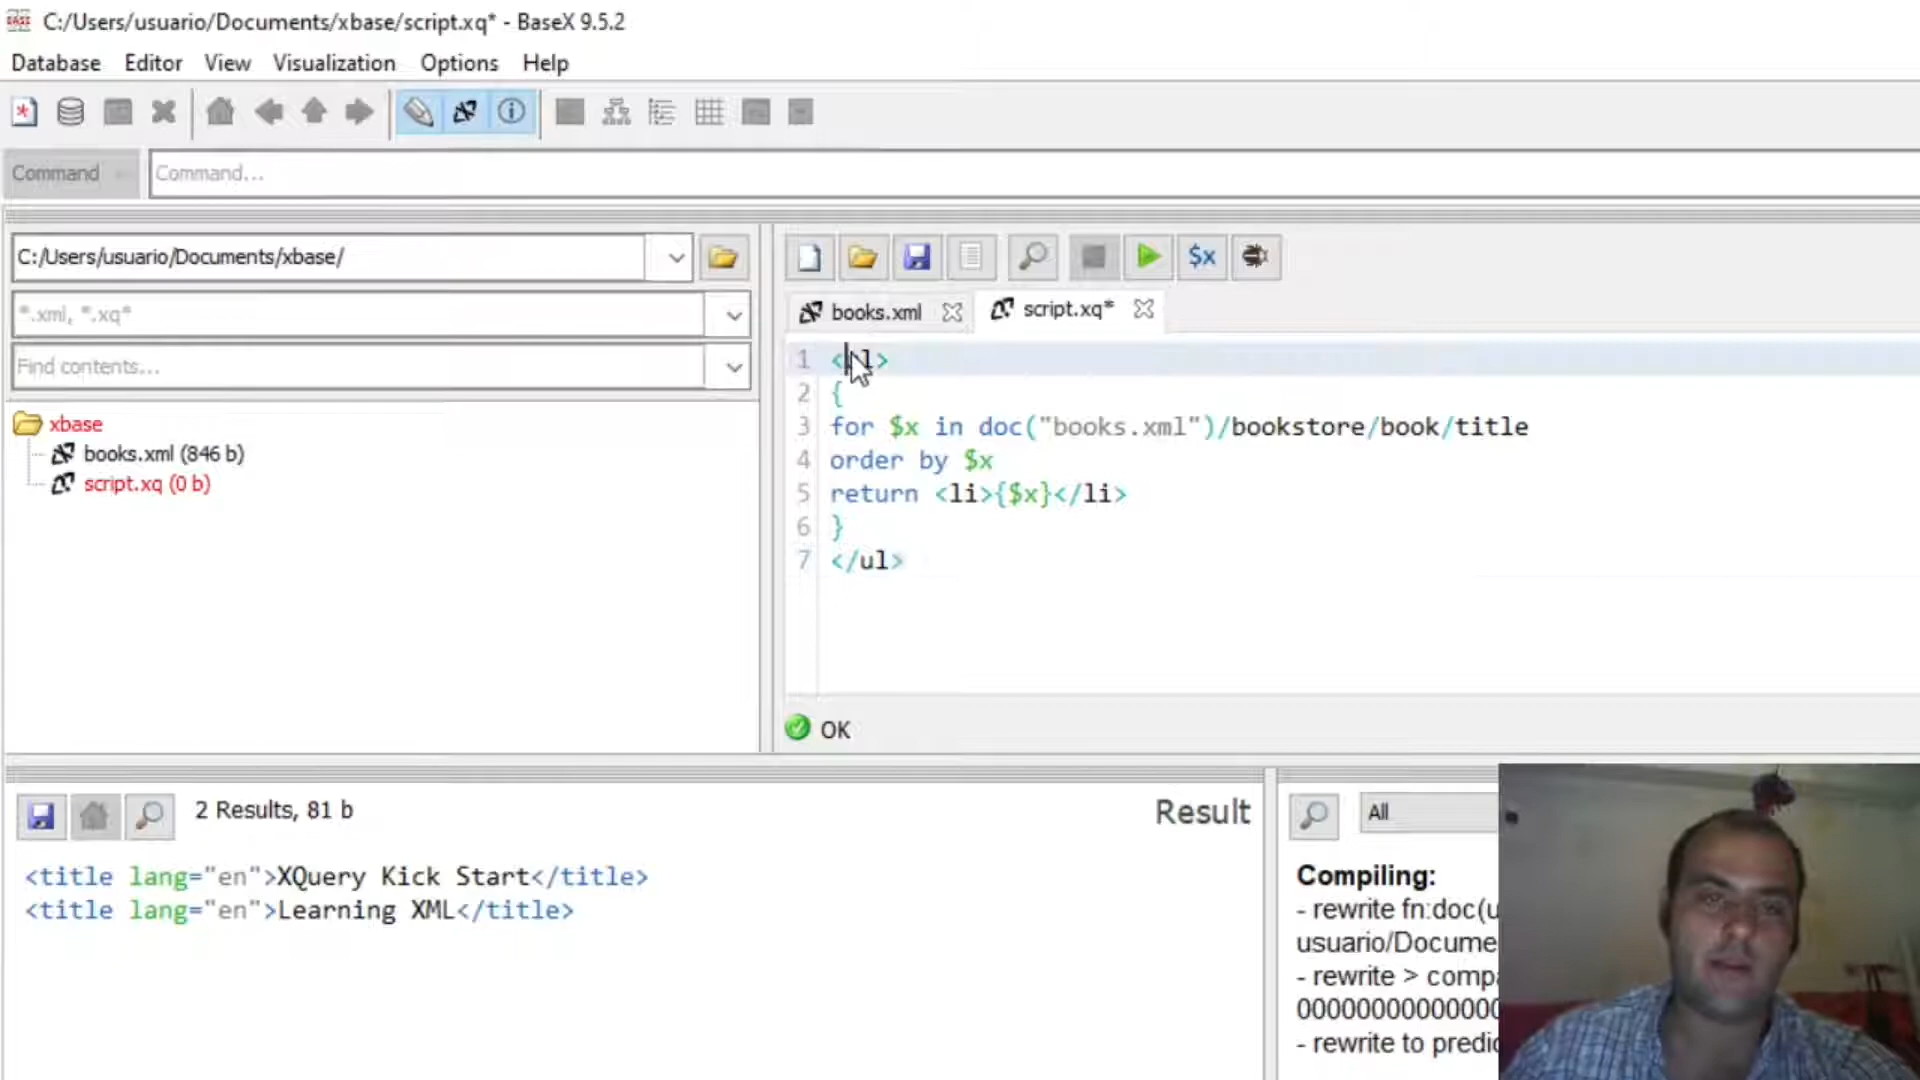 C:/Users/usuario/Documents/xbase/script.xq* - BaseX 9.5.2
Database Editor View Visualization Options Help
Command Command...
C:/Users/usuario/Documents/xbase/
*.xml, *.xq*
Find contents...
xbase
books.xml (846 b)
script.xq (0 b)
$x
books.xml script.xq*
1 <ul>
2 {
3 for $x in doc("books.xml")/bookstore/book/title
4 order by $x
5 return <li>{$x}</li>
6 }
7 </ul>
OK
2 Results, 81 b
Result
<title lang="en">XQuery Kick Start</title>
<title lang="en">Learning XML</title>
All
Compiling:
- rewrite fn:doc(u
usuario/Docume
- rewrite > comp
000000000000000
- rewrite to predic